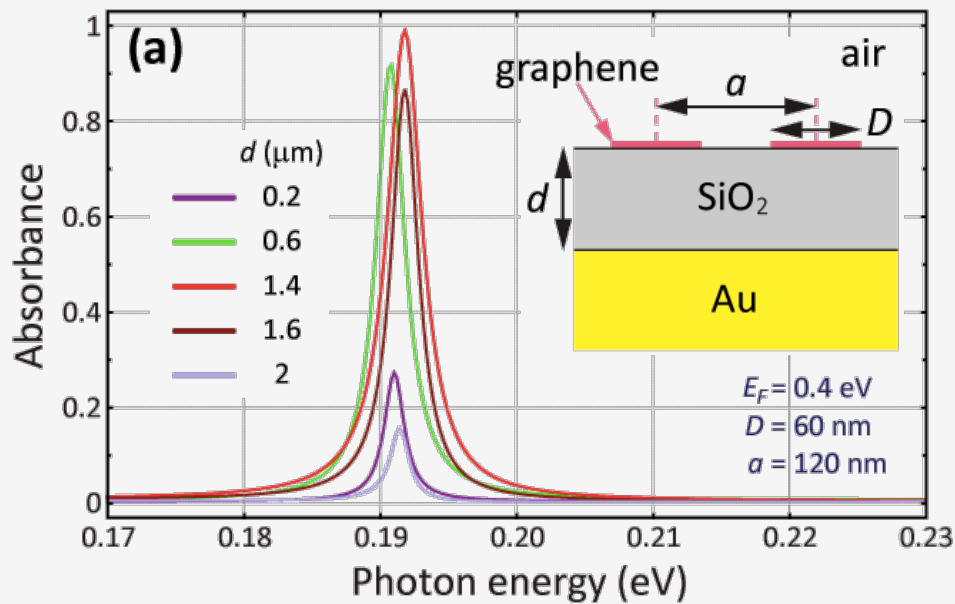 (a)
air
graphene
a
D
d
SiO₂
Au
d (μm)
0.2
0.6
1.4
1.6
2
E_F = 0.4 eV
D = 60 nm
a = 120 nm
Absorbance
1
0.8
0.6
0.4
0.2
0
0.17 0.18 0.19 0.20 0.21 0.22 0.23
Photon energy (eV)